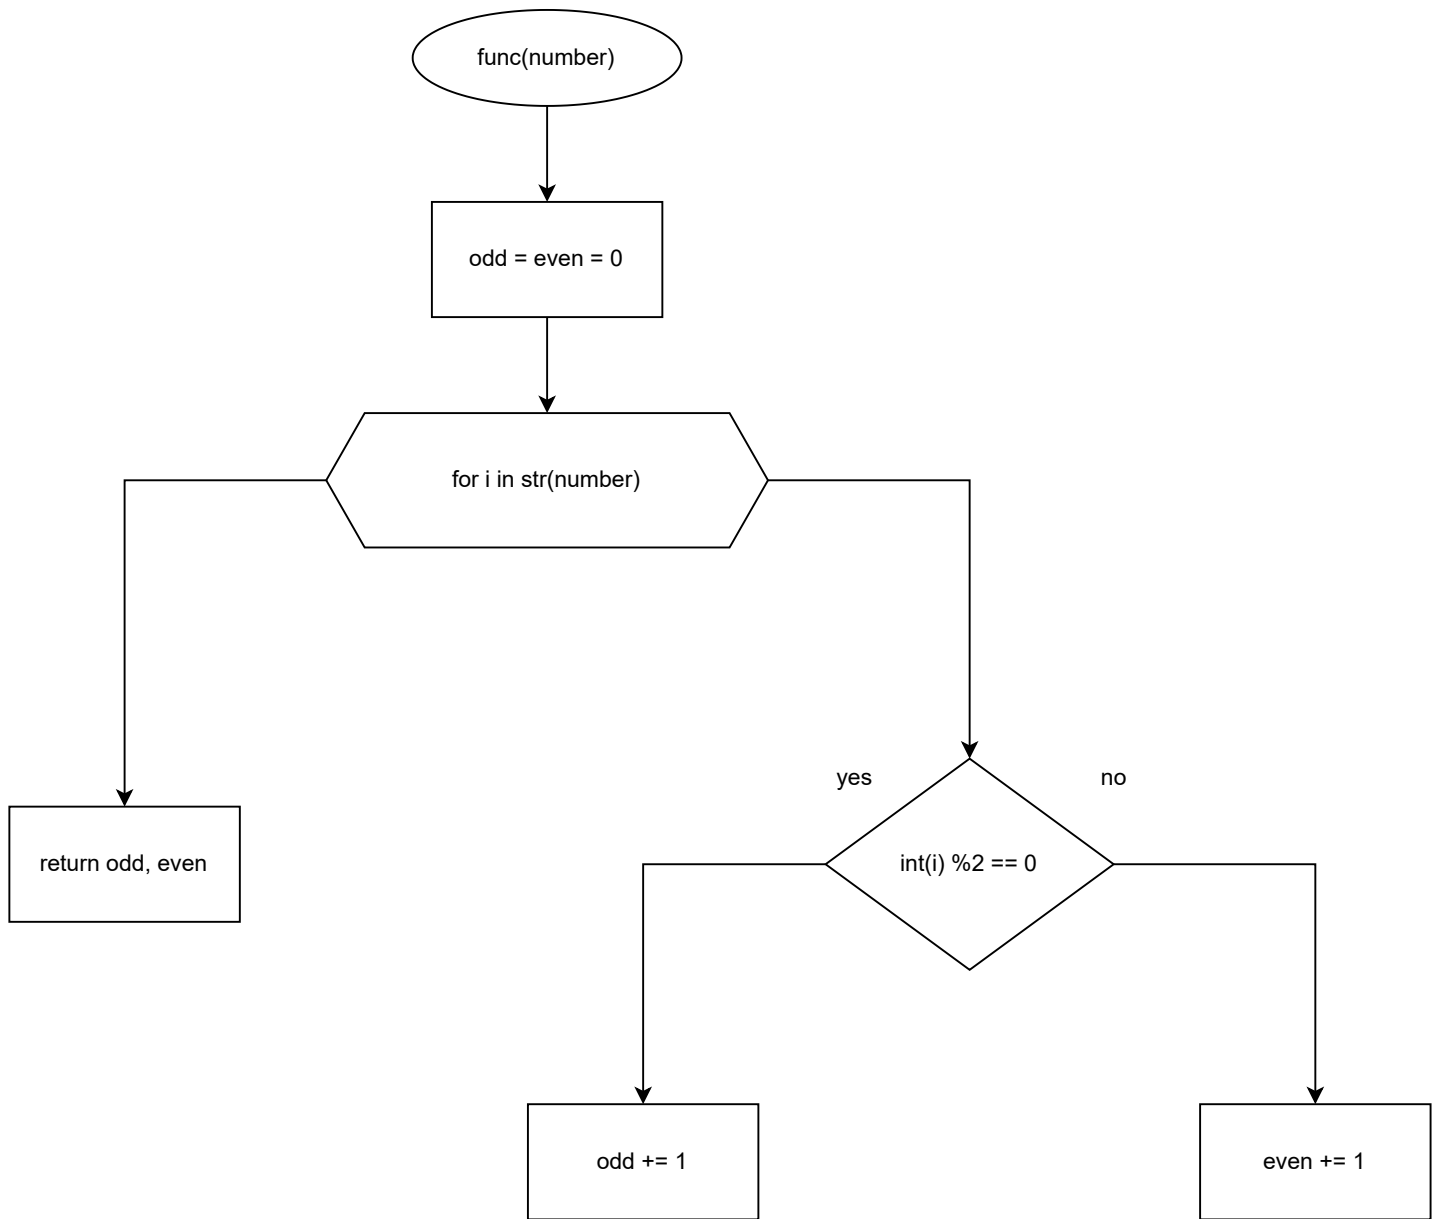 func(number)
odd = even = 0
for i in str(number)
yes
no
return odd, even
int(i) %2 == 0
odd += 1
even += 1